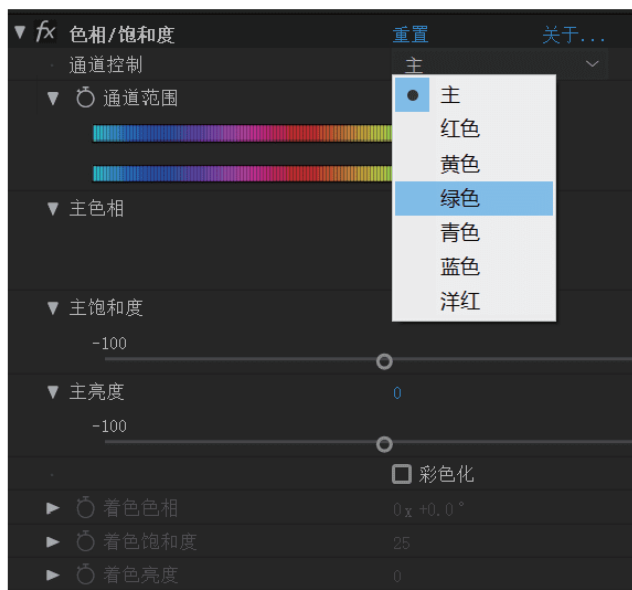 fx 色相/饱和度 重置 关于...
通道控制 主
通道范围
主
红色
黄色
绿色
青色
蓝色
洋红
主色相
主饱和度
-100
主亮度 0
-100
彩色化
着色色相 0x+0.0°
着色饱和度 25
着色亮度 0